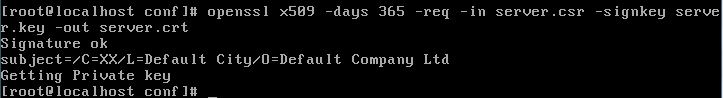 [root@localhost conf]# openssl x509 -days 365 -req -in server.csr -signkey serve
r.key -out server.crt
Signature ok
subject=/C=XX/L=Default City/O=Default Company Ltd
Getting Private key
[root@localhost conf]# _